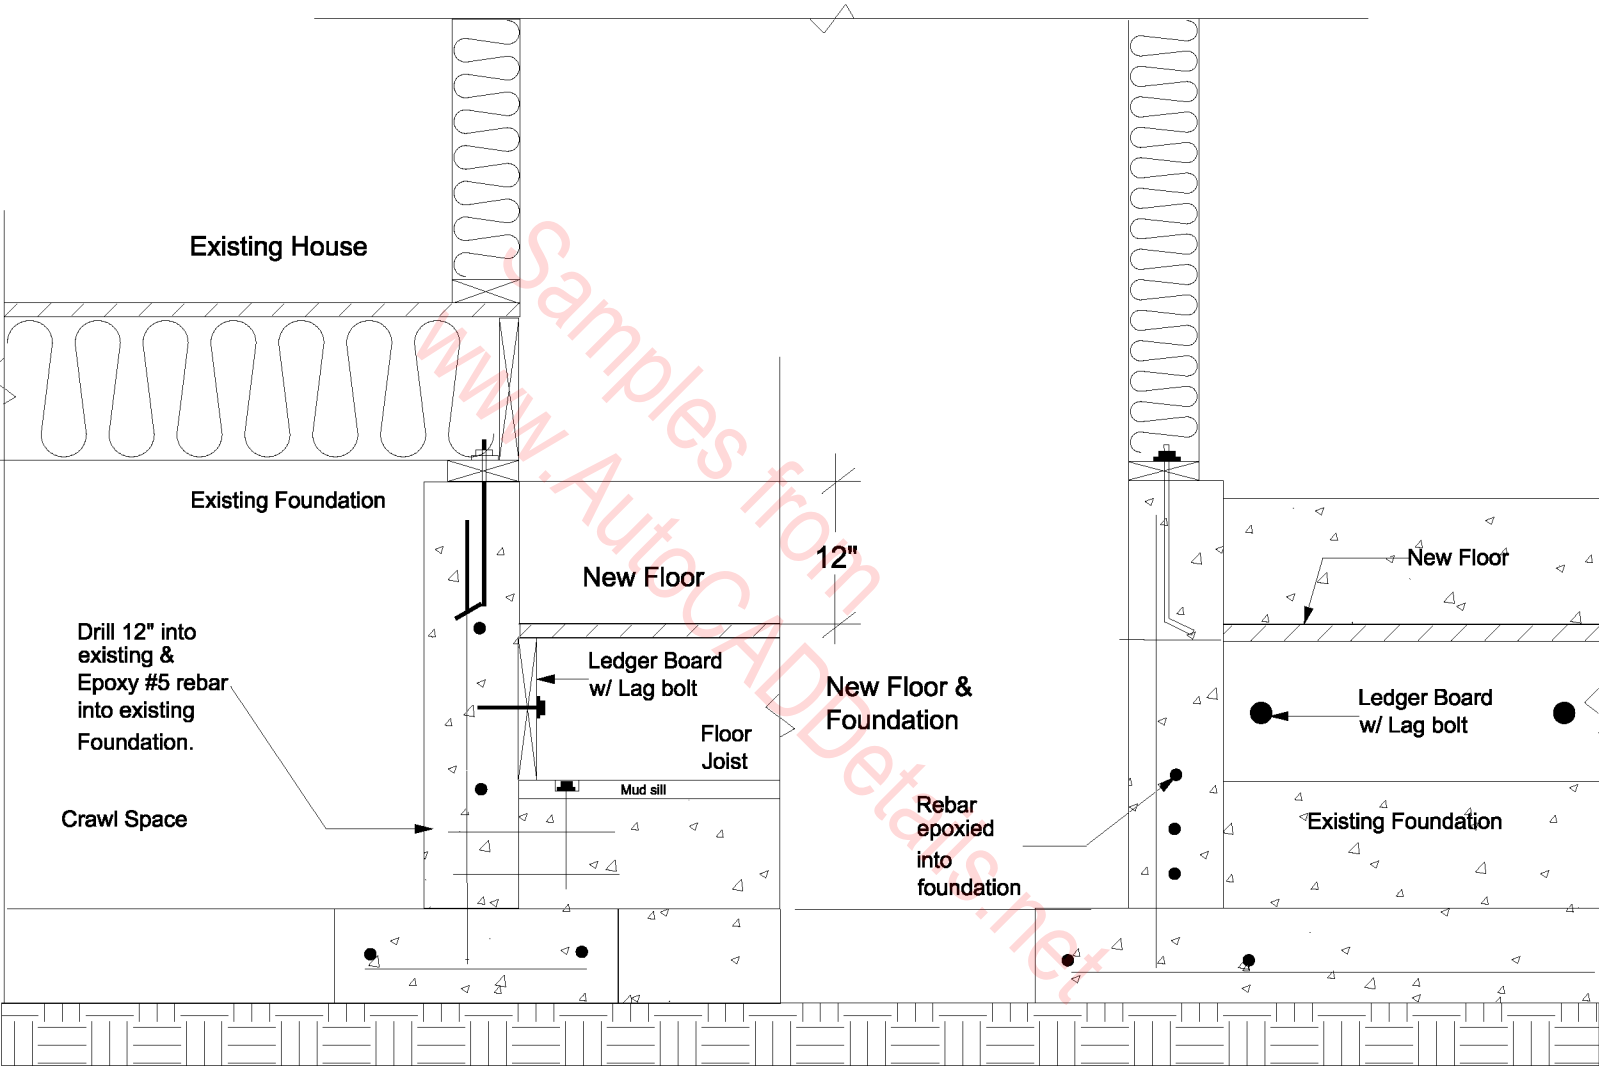 Existing House
Existing Foundation
New Floor
12"
New Floor
Drill 12" into
existing &
Epoxy #5 rebar
into existing
Foundation.
Ledger Board
w/ Lag bolt
New Floor &
Foundation
Ledger Board
w/ Lag bolt
Floor
Joist
Mud sill
Crawl Space
Rebar
epoxied
into
foundation
Existing Foundation
Samples from
www.AutoCADDetails.net